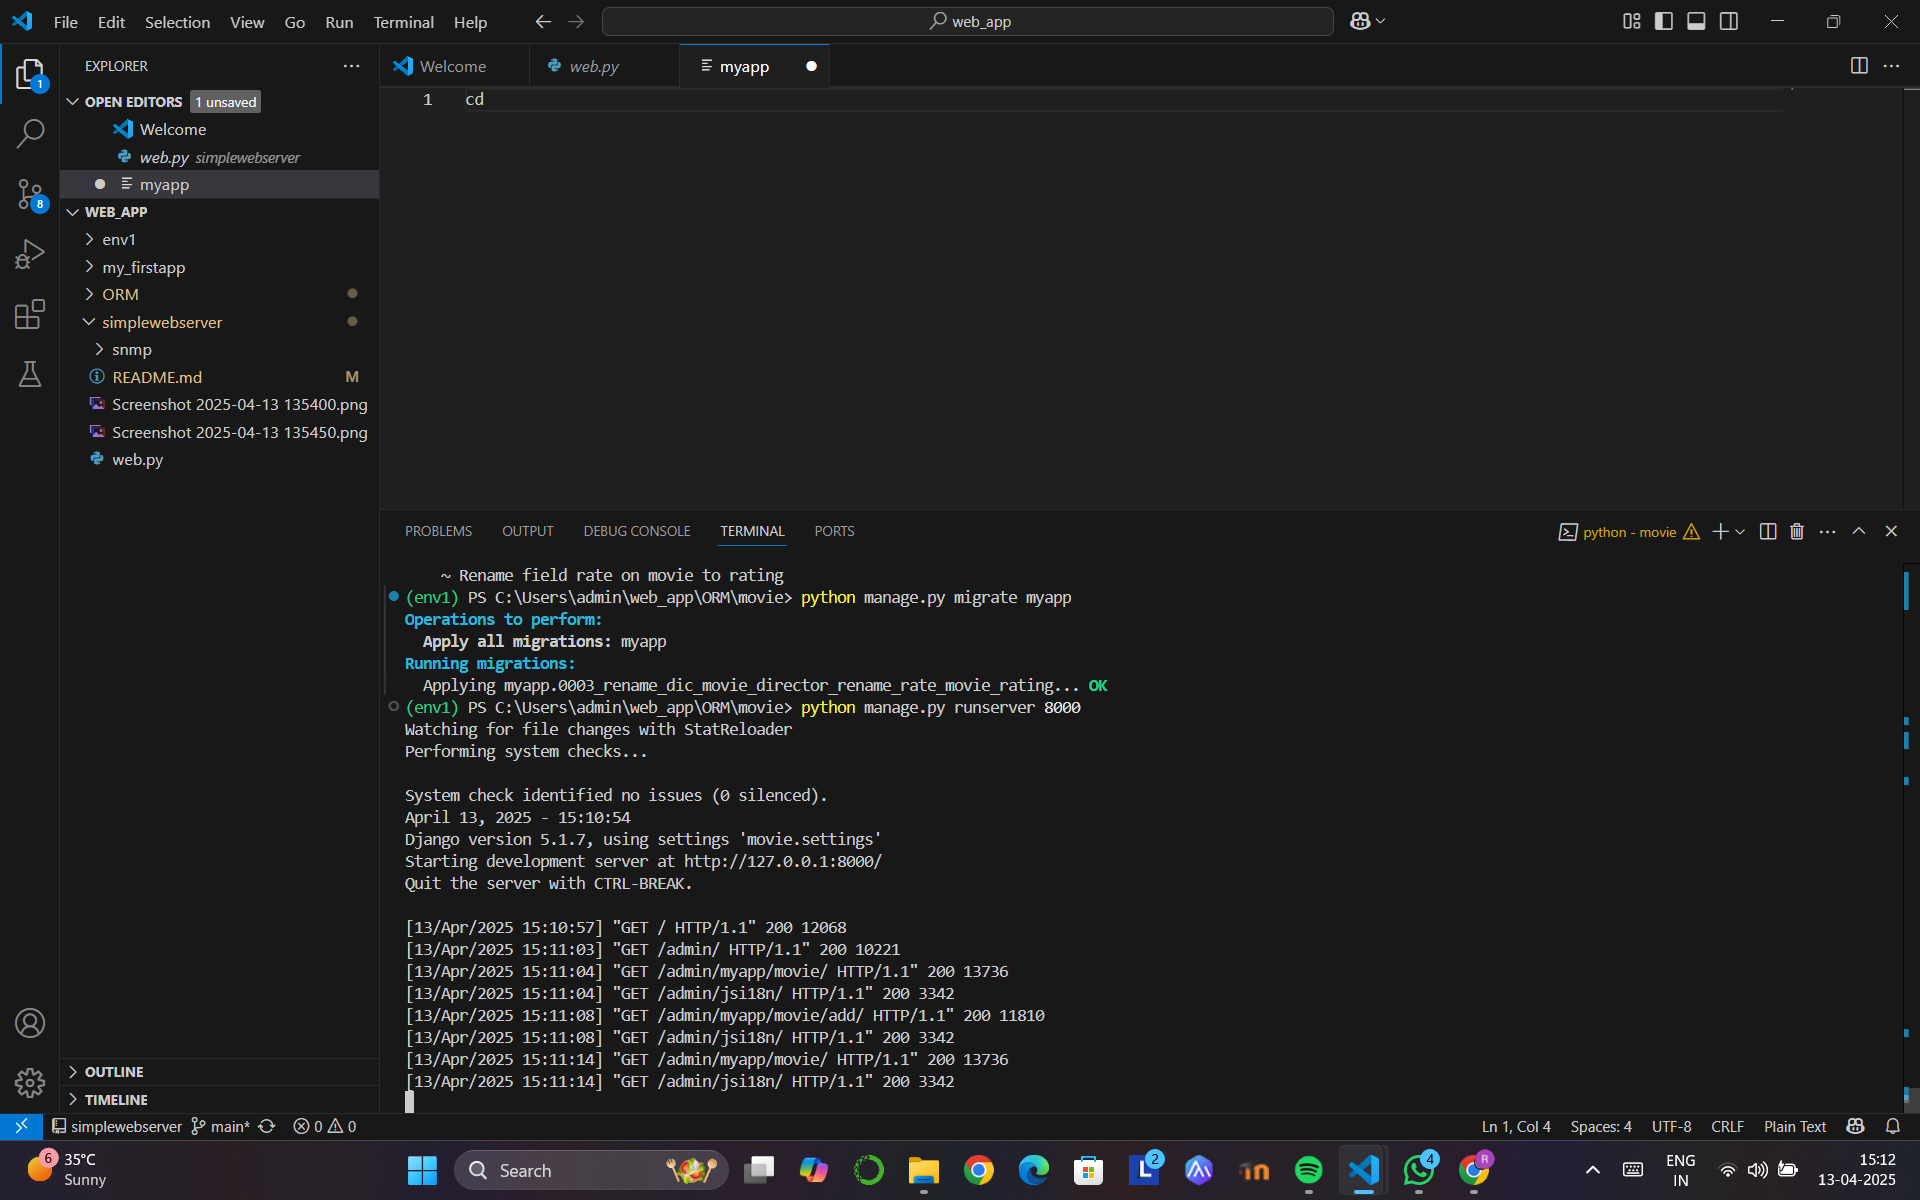 File Edit Selection View Go Run Terminal Help
web_app
EXPLORER
Welcome
web.py
myapp
1
OPEN EDITORS 1 unsaved
1 cd
Welcome
web.py simplewebserver
myapp
8
WEB_APP
env1
my_firstapp
ORM
simplewebserver
snmp
README.md M
Screenshot 2025-04-13 135400.png
Screenshot 2025-04-13 135450.png
web.py
PROBLEMS OUTPUT DEBUG CONSOLE TERMINAL PORTS
python - movie
~ Rename field rate on movie to rating
(env1) PS C:\Users\admin\web_app\ORM\movie> python manage.py migrate myapp
Operations to perform:
Apply all migrations: myapp
Running migrations:
Applying myapp.0003_rename_dic_movie_director_rename_rate_movie_rating... OK
(env1) PS C:\Users\admin\web_app\ORM\movie> python manage.py runserver 8000
Watching for file changes with StatReloader
Performing system checks...
System check identified no issues (0 silenced).
April 13, 2025 - 15:10:54
Django version 5.1.7, using settings 'movie.settings'
Starting development server at http://127.0.0.1:8000/
Quit the server with CTRL-BREAK.
[13/Apr/2025 15:10:57] "GET / HTTP/1.1" 200 12068
[13/Apr/2025 15:11:03] "GET /admin/ HTTP/1.1" 200 10221
[13/Apr/2025 15:11:04] "GET /admin/myapp/movie/ HTTP/1.1" 200 13736
[13/Apr/2025 15:11:04] "GET /admin/jsi18n/ HTTP/1.1" 200 3342
[13/Apr/2025 15:11:08] "GET /admin/myapp/movie/add/ HTTP/1.1" 200 11810
[13/Apr/2025 15:11:08] "GET /admin/jsi18n/ HTTP/1.1" 200 3342
[13/Apr/2025 15:11:14] "GET /admin/myapp/movie/ HTTP/1.1" 200 13736
[13/Apr/2025 15:11:14] "GET /admin/jsi18n/ HTTP/1.1" 200 3342
OUTLINE
TIMELINE
simplewebserver main* 0 0
Ln 1, Col 4 Spaces: 4 UTF-8 CRLF Plain Text
6
35°C
Sunny
Search
L 2
in
4
R
ENG
IN
15:12
13-04-2025